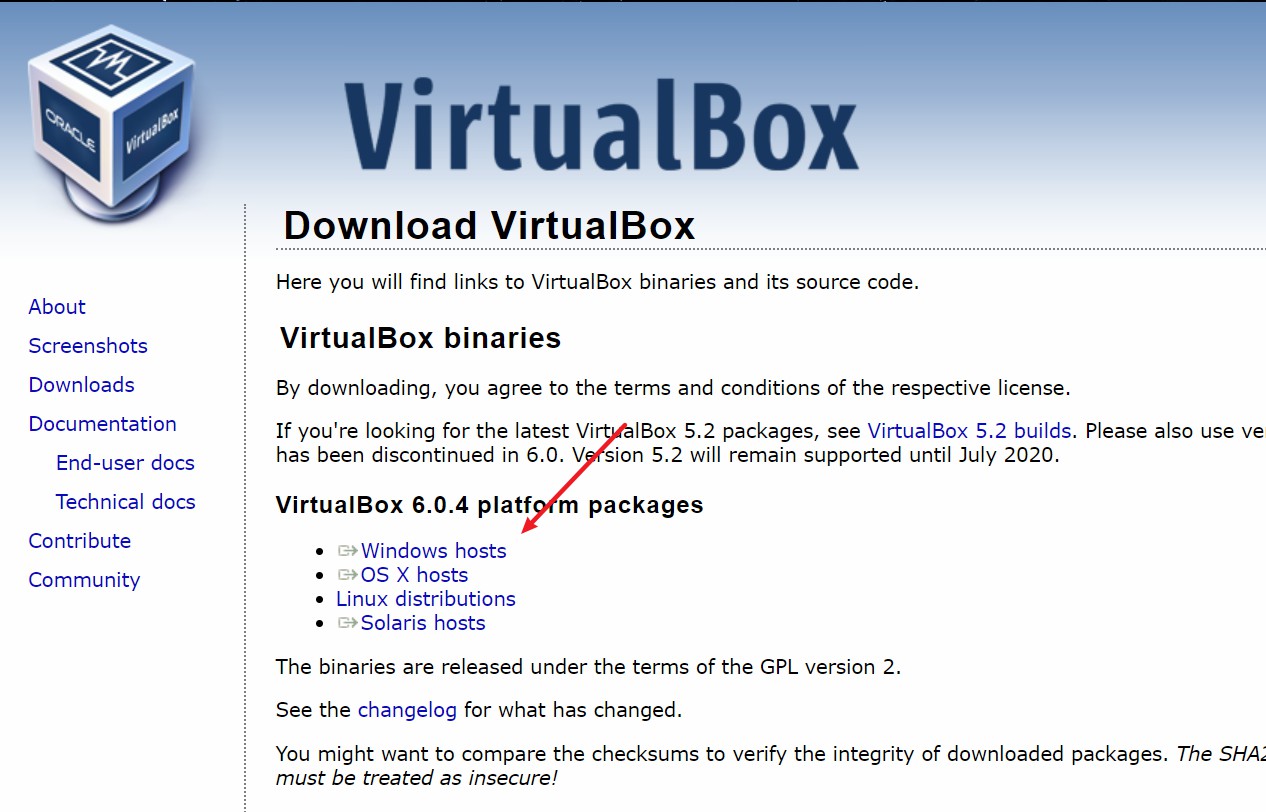 ORACLE
VirtualBox
VirtualBox
Download VirtualBox
Here you will find links to VirtualBox binaries and its source code.
About
Screenshots
Downloads
Documentation
End-user docs
Technical docs
Contribute
Community
VirtualBox binaries
By downloading, you agree to the terms and conditions of the respective license.
If you're looking for the latest VirtualBox 5.2 packages, see VirtualBox 5.2 builds. Please also use
has been discontinued in 6.0. Version 5.2 will remain supported until July 2020.
VirtualBox 6.0.4 platform packages
Windows hosts
OS X hosts
Linux distributions
Solaris hosts
The binaries are released under the terms of the GPL version 2.
See the changelog for what has changed.
You might want to compare the checksums to verify the integrity of downloaded packages. The
must be treated as insecure!